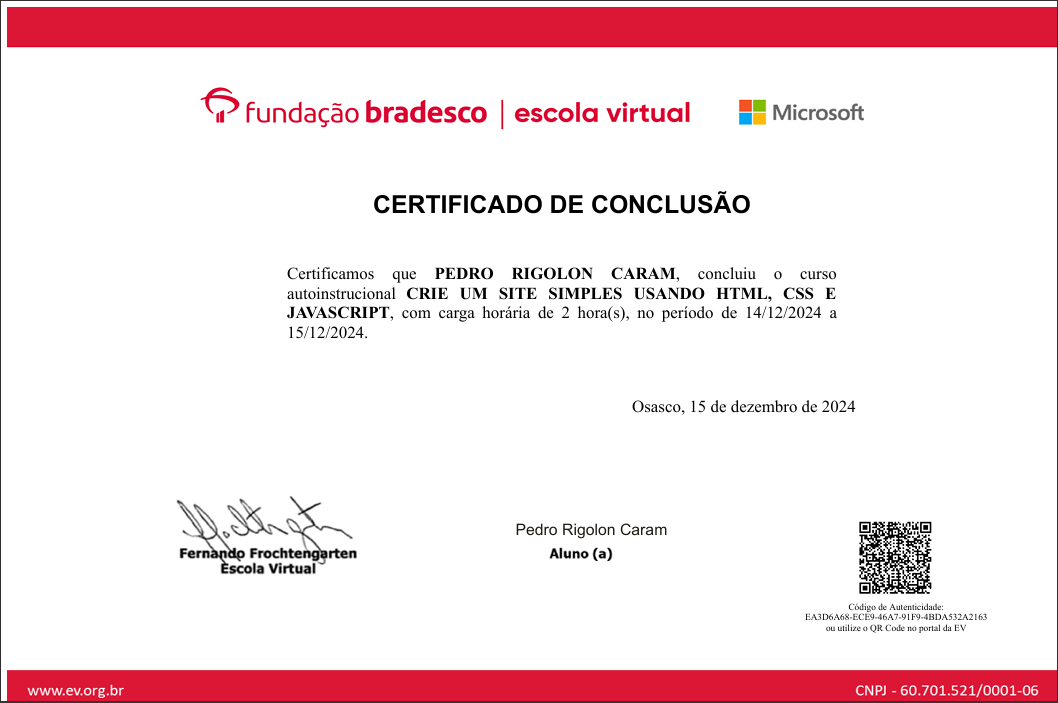 fundação bradesco | escola virtual Microsoft
CERTIFICADO DE CONCLUSÃO
Certificamos que PEDRO RIGOLON CARAM, concluiu o curso
autoinstrucional CRIE UM SITE SIMPLES USANDO HTML, CSS E
JAVASCRIPT, com carga horária de 2 hora(s), no período de 14/12/2024 a
15/12/2024.
Osasco, 15 de dezembro de 2024
Fernando Frochtengarten
Escola Virtual
Pedro Rigolon Caram
Aluno (a)
Código de Autenticidade:
EA3D6A68-ECE9-46A7-91F9-4BDA532A2163
ou utilize o QR Code no portal da EV
www.ev.org.br
CNPJ - 60.701.521/0001-06